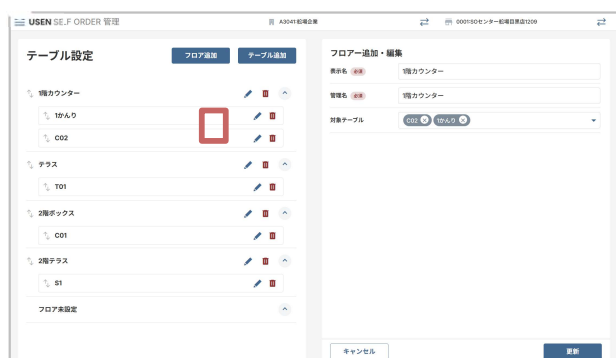 USEN SELF ORDER 管理
A3041:船場企業
0001:SOセンター船場目黒店1209
テーブル設定
フロア追加
テーブル追加
1階カウンター
1かんり
C02
テラス
T01
2階ボックス
C01
2階テラス
S1
フロア未設定
フロアー追加・編集
表示名 必須
1階カウンター
管理名 必須
1階カウンター
対象テーブル
C02
1かんり
キャンセル
更新